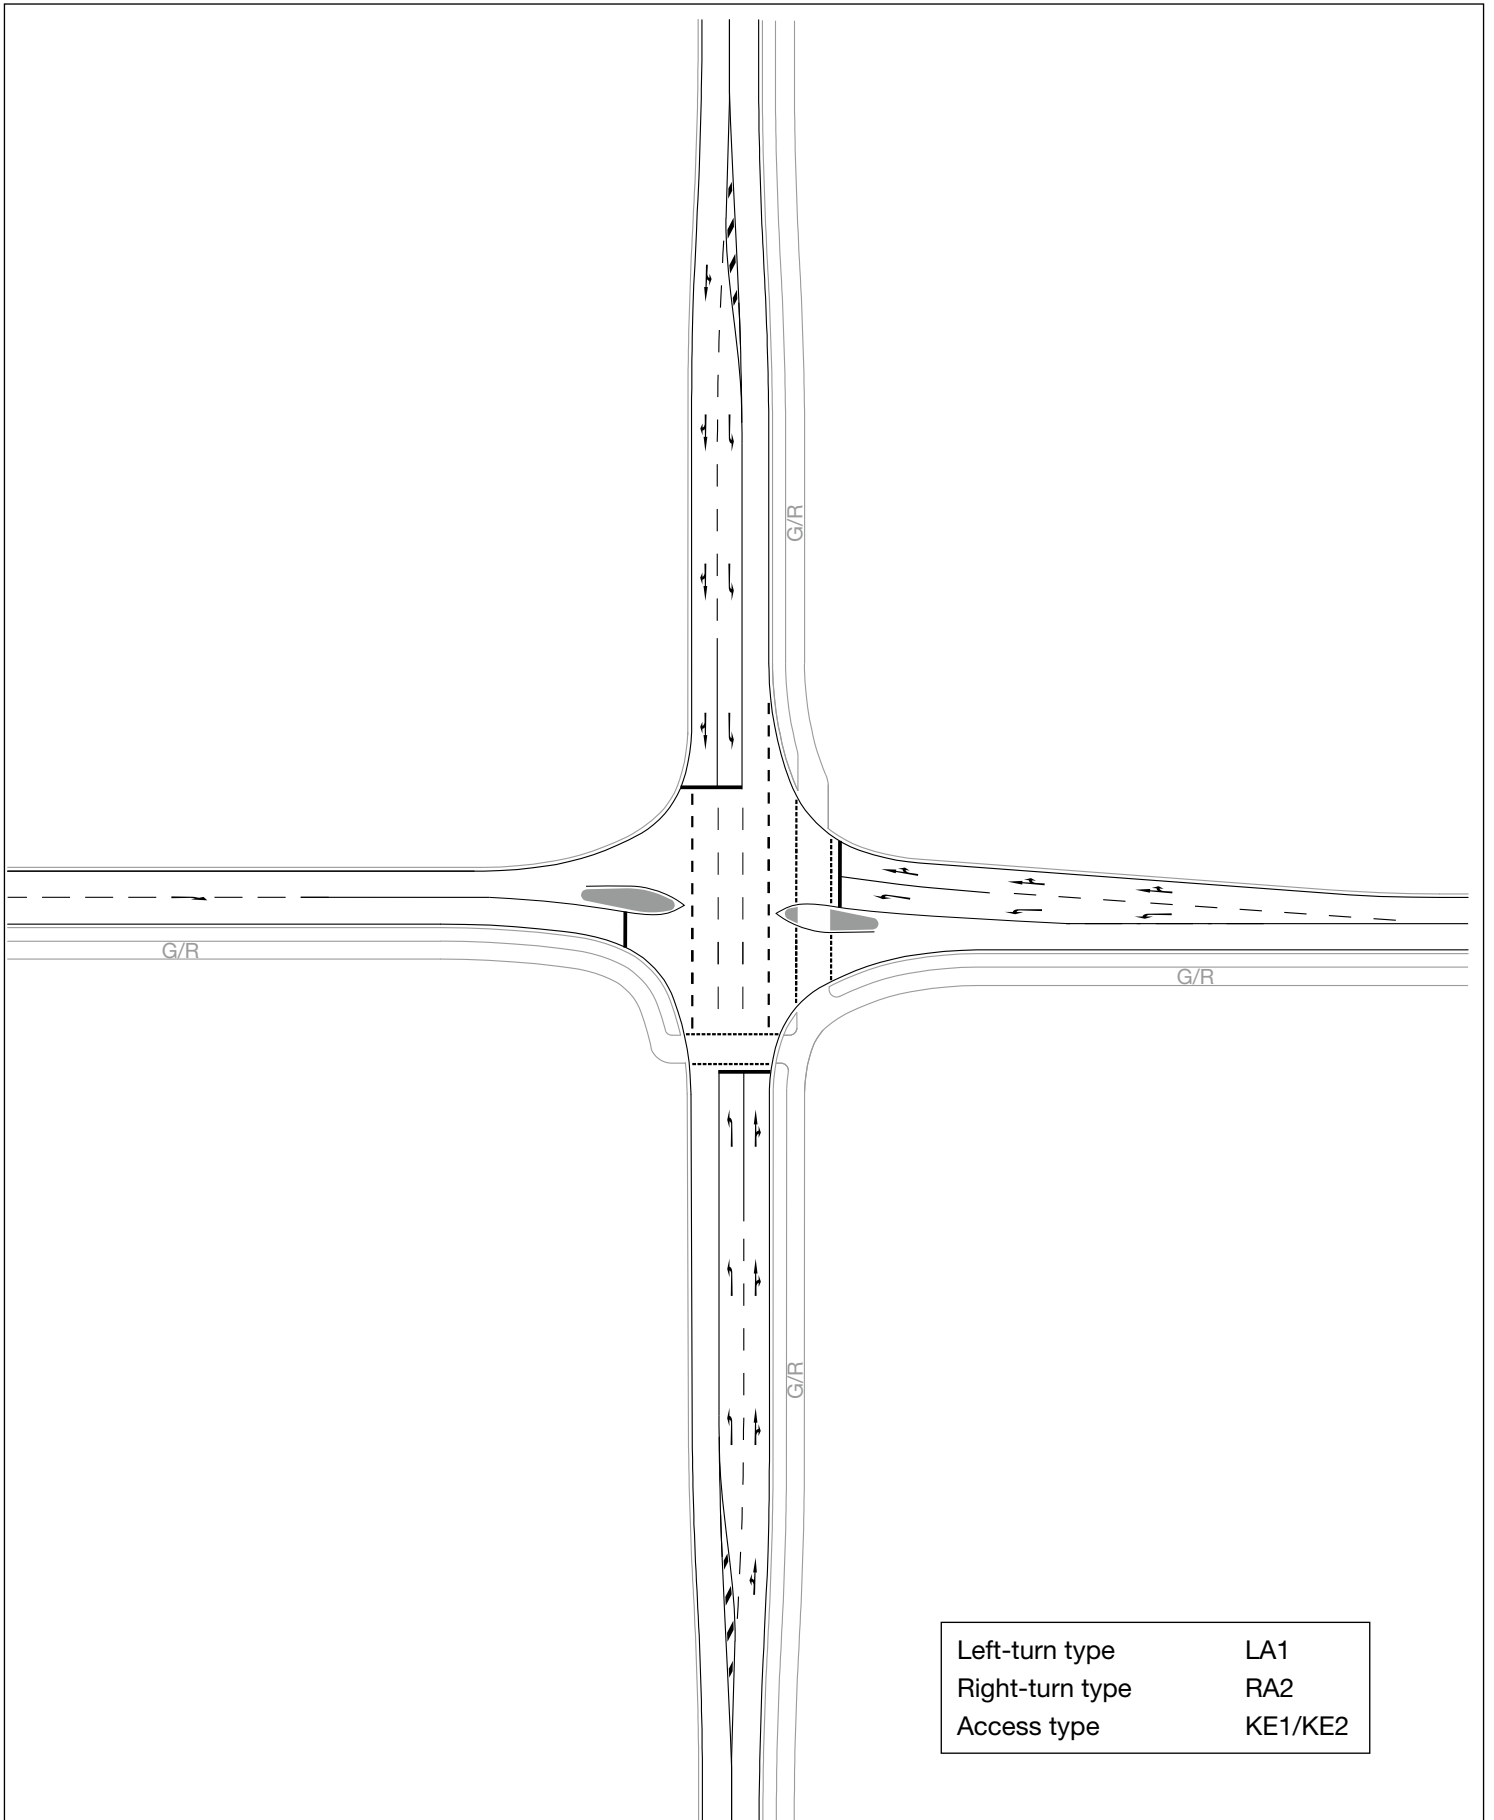 G/R
G/R
G/R
G/R
Left-turn type LA1
Right-turn type RA2
Access type KE1/KE2